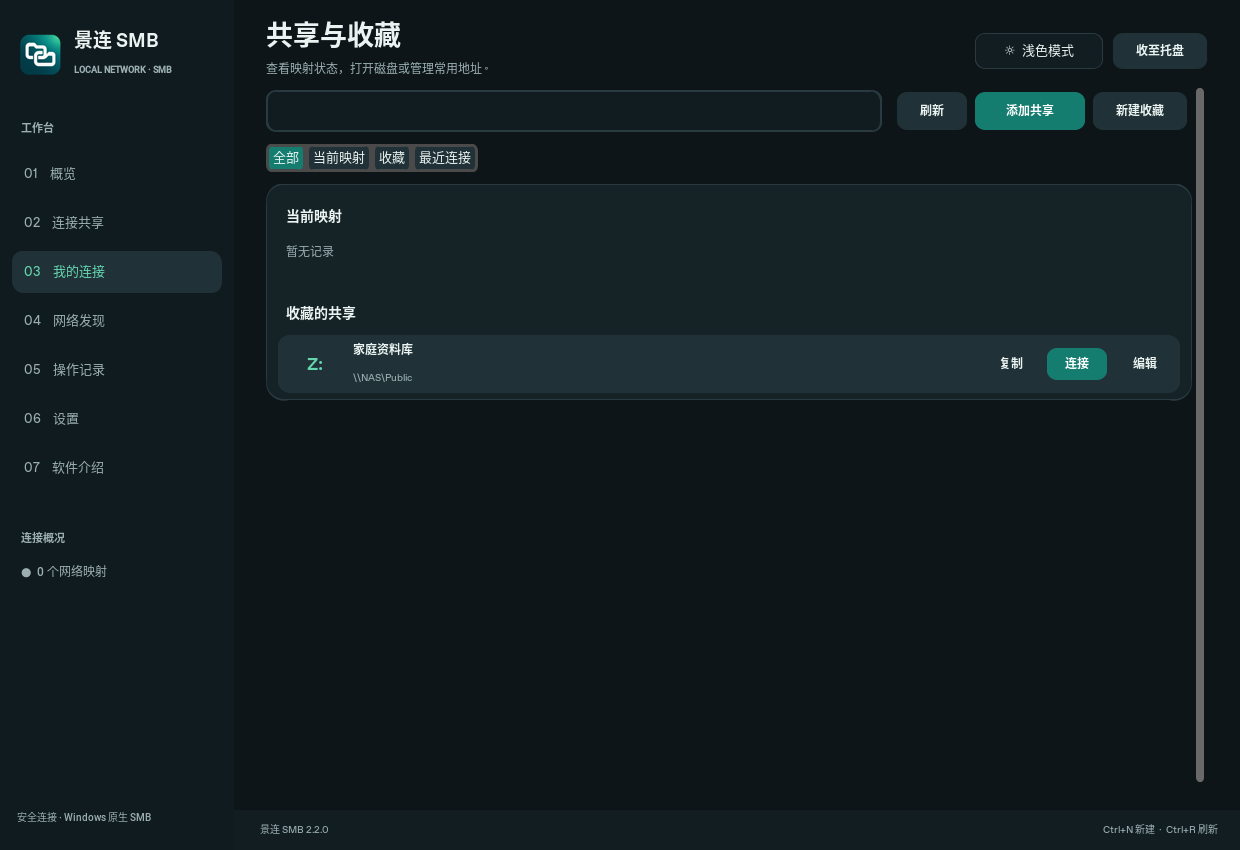 景连 SMB
LOCAL NETWORK · SMB
工作台
01 概览
02 连接共享
03 我的连接
04 网络发现
05 操作记录
06 设置
07 软件介绍
连接概况
● 0 个网络映射
安全连接 · Windows 原生 SMB
共享与收藏
查看映射状态，打开磁盘或管理常用地址。
☼ 浅色模式
收至托盘
刷新
添加共享
新建收藏
全部 当前映射 收藏 最近连接
当前映射
暂无记录
收藏的共享
Z:
家庭资料库
\\NAS\Public
复制
连接
编辑
景连 SMB 2.2.0
Ctrl+N 新建 · Ctrl+R 刷新